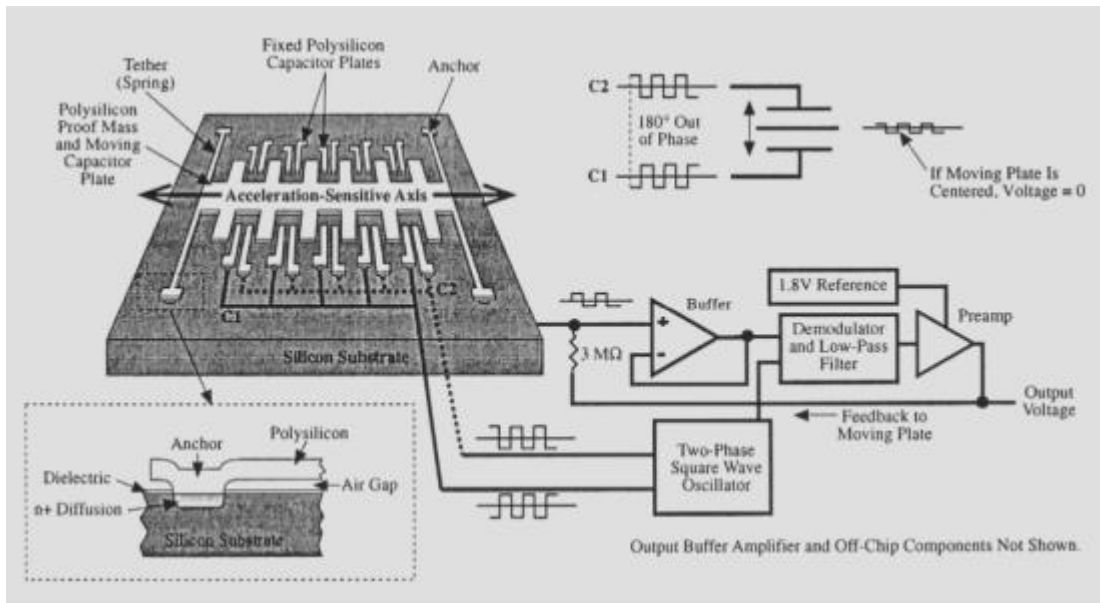 Fixed Polysilicon
Capacitor Plates
Tether
(Spring)
Anchor
Polysilicon
Proof Mass
and Moving
Capacitor
Plate
Acceleration-Sensitive Axis
C1
C2
Silicon Substrate
C2
180° Out
of Phase
C1
If Moving Plate Is
Centered, Voltage = 0
Buffer
+
-
3 MΩ
1.8V Reference
Preamp
Demodulator
and Low-Pass
Filter
Output
Voltage
Feedback to
Moving Plate
Two-Phase
Square Wave
Oscillator
Anchor
Polysilicon
Dielectric
Air Gap
n+ Diffusion
Silicon Substrate
Output Buffer Amplifier and Off-Chip Components Not Shown.